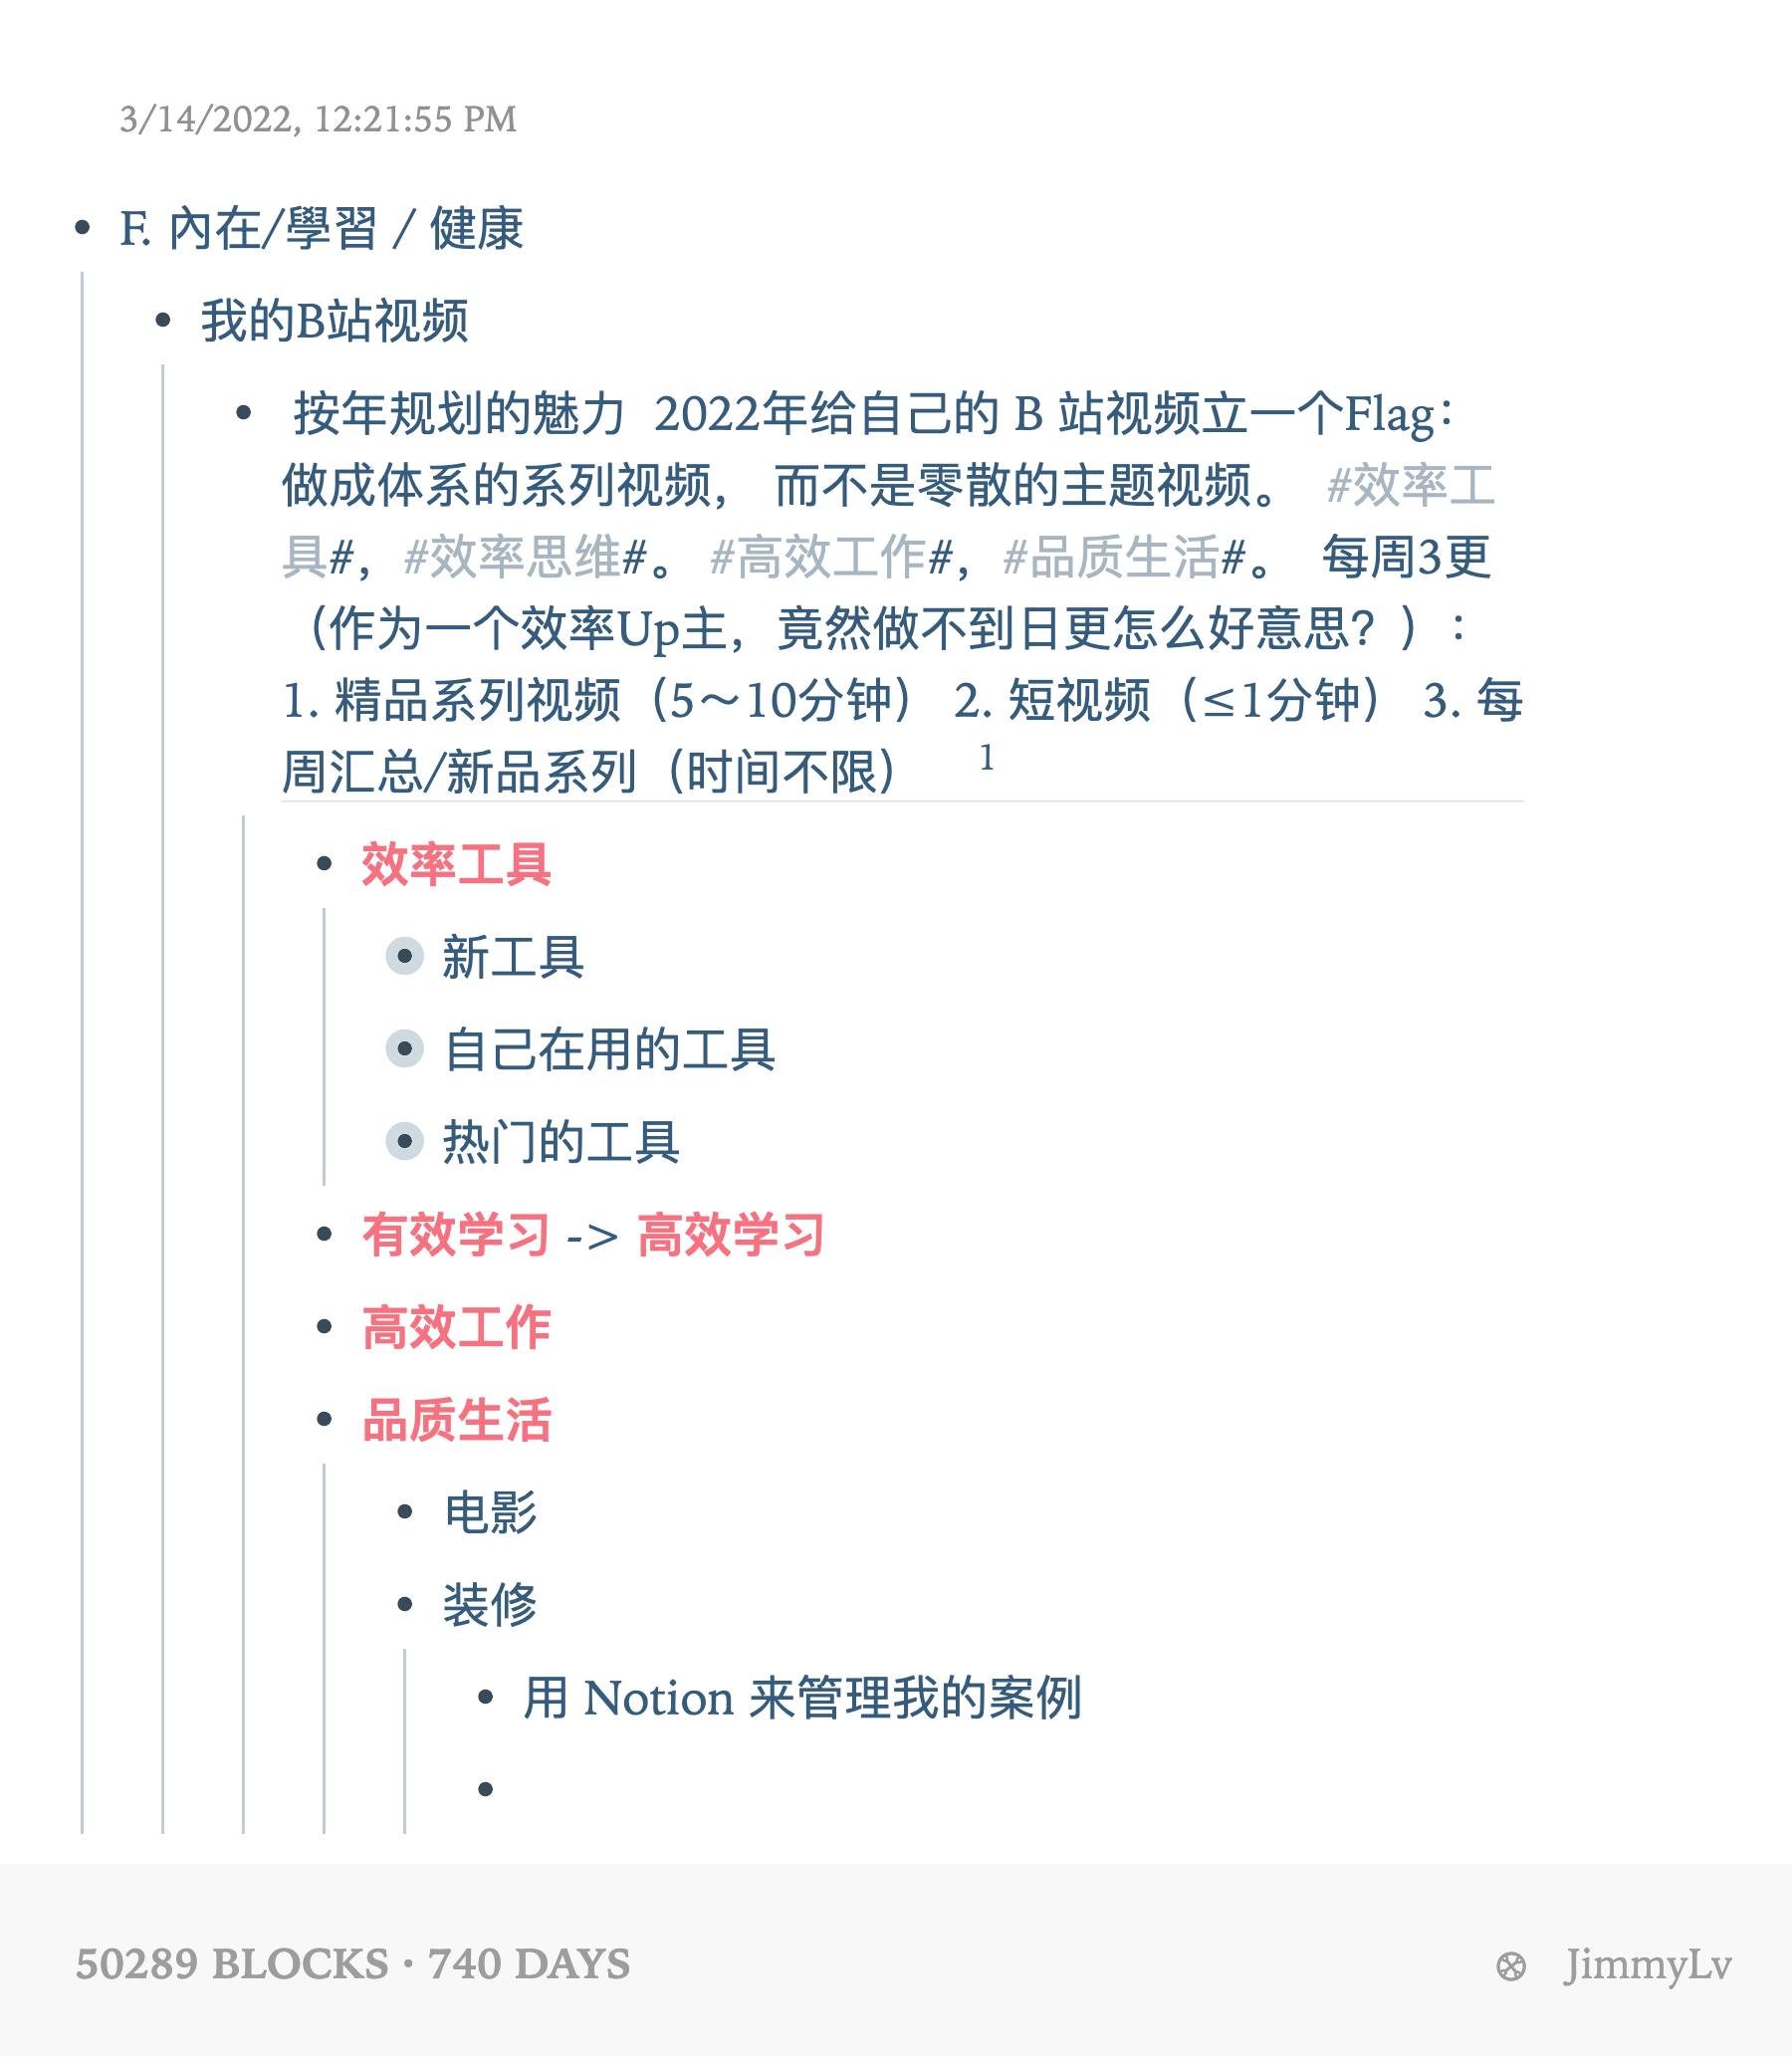 3/14/2022, 12:21:55 PM
F. 內在/學習 / 健康
我的B站视频
按年规划的魅力 2022年给自己的 B 站视频立一个Flag：
做成体系的系列视频， 而不是零散的主题视频。 #效率工
具#，#效率思维#。 #高效工作#，#品质生活#。 每周3更
（作为一个效率Up主，竟然做不到日更怎么好意思？）：
1. 精品系列视频（5～10分钟） 2. 短视频（≤1分钟） 3. 每
周汇总/新品系列（时间不限） 1
效率工具
新工具
自己在用的工具
热门的工具
有效学习 -> 高效学习
高效工作
品质生活
电影
装修
用 Notion 来管理我的案例
50289 BLOCKS · 740 DAYS
JimmyLv